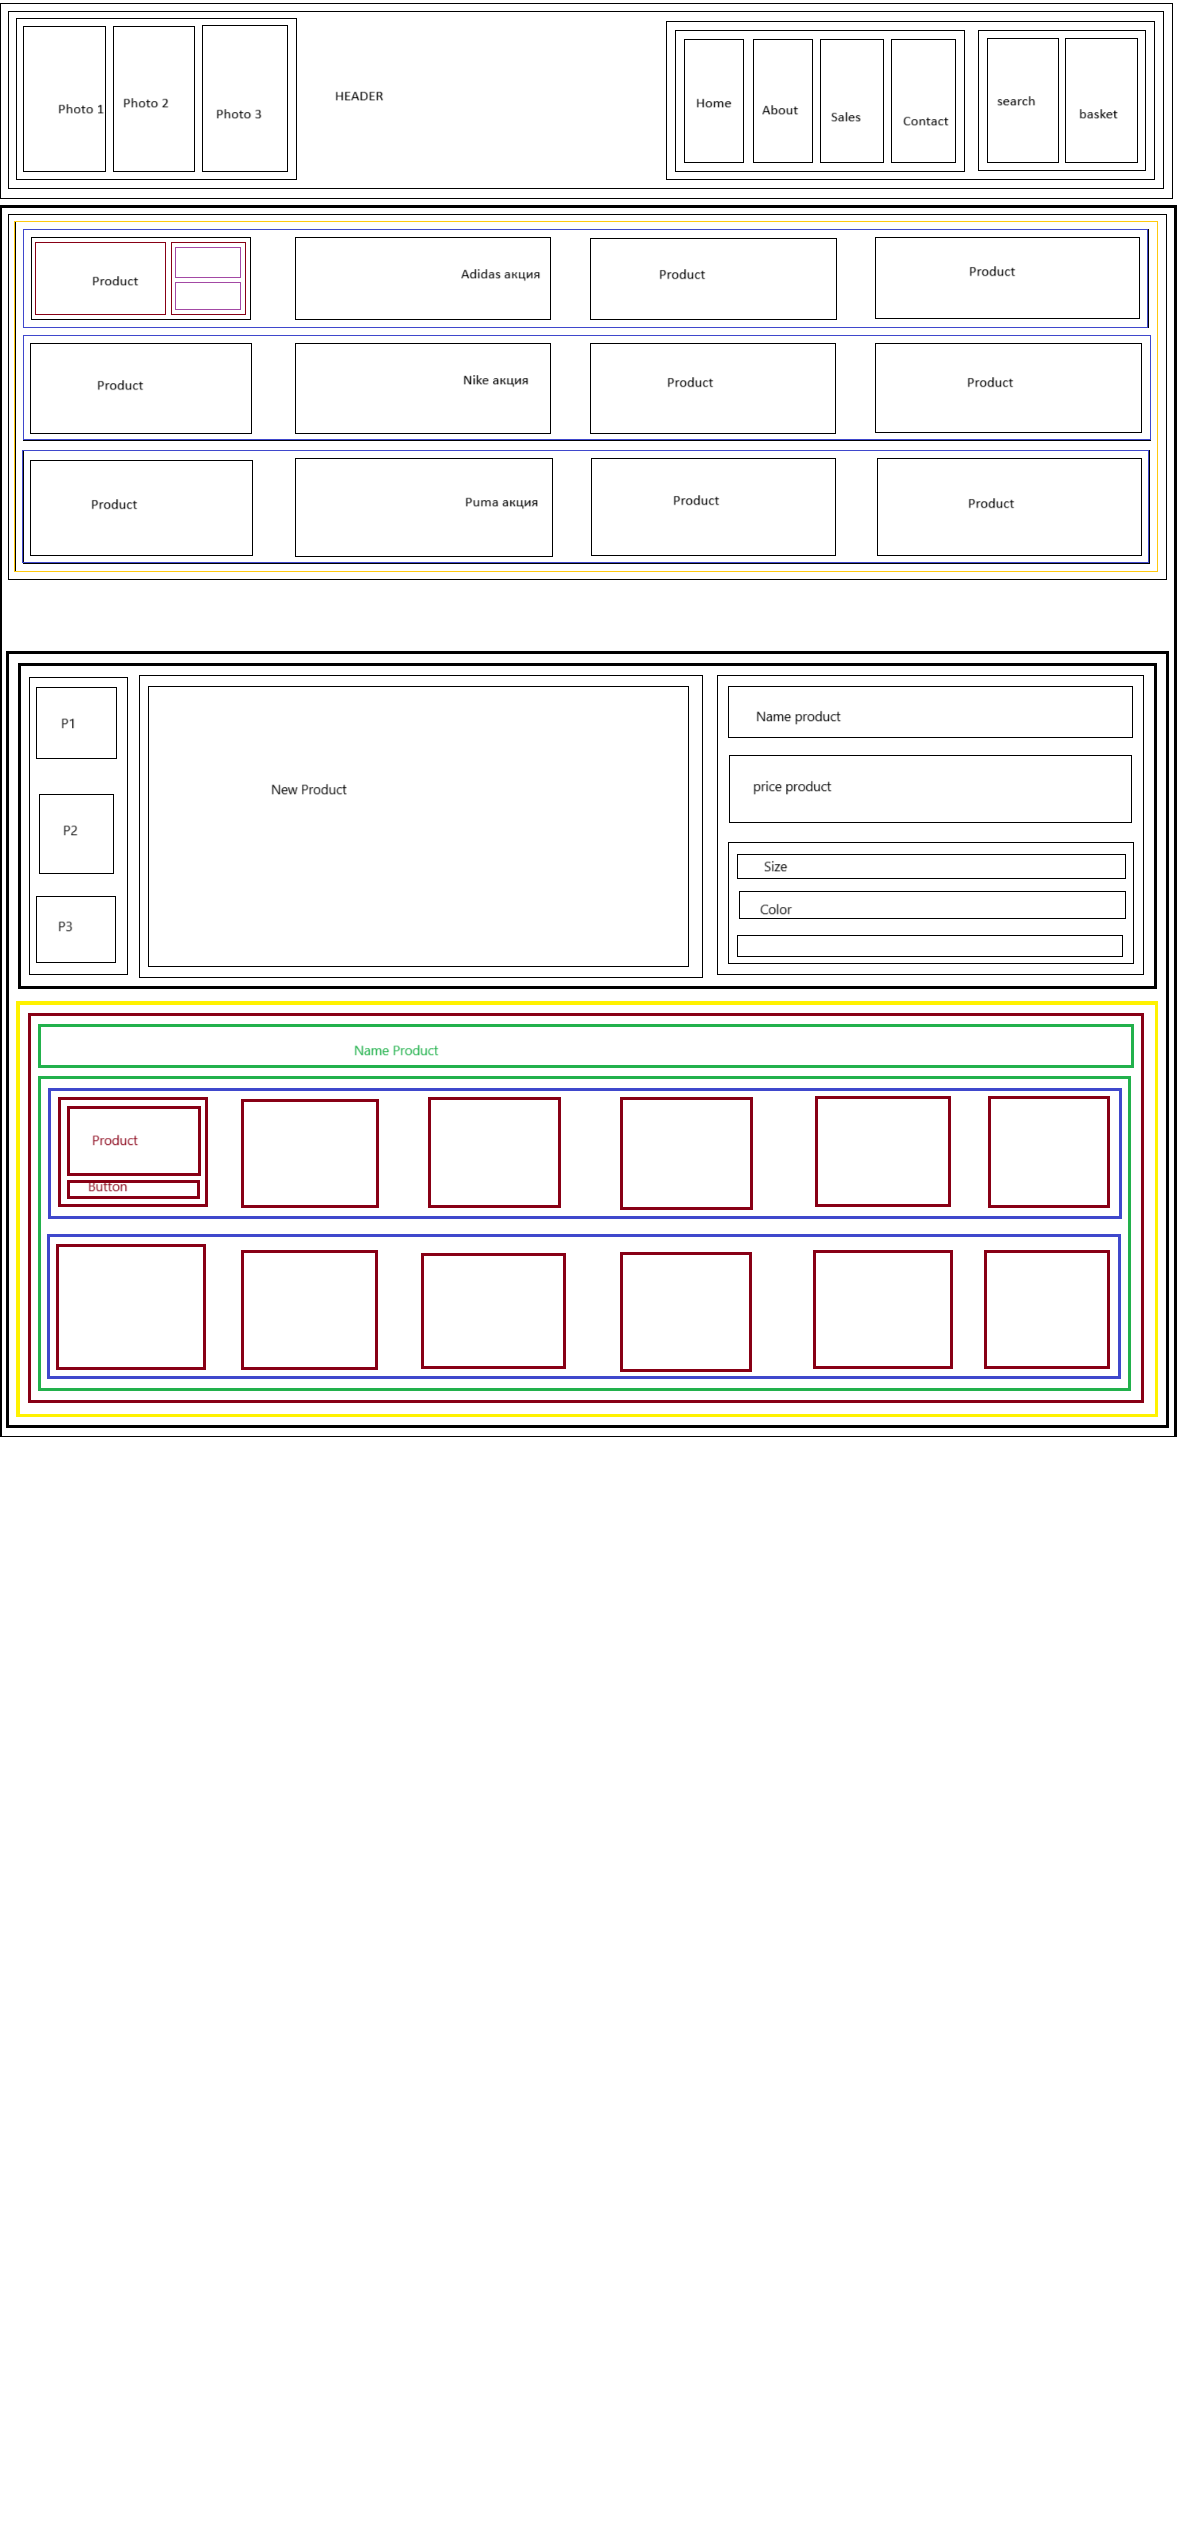 Photo 1
Photo 2
Photo 3
HEADER
Home
About
Sales
Contact
search
basket
Product
Adidas акция
Product
Product
Product
Nike акция
Product
Product
Product
Puma акция
Product
Product
P1
P2
P3
New Product
Name product
price product
Size
Color
Name Product
Product
Button